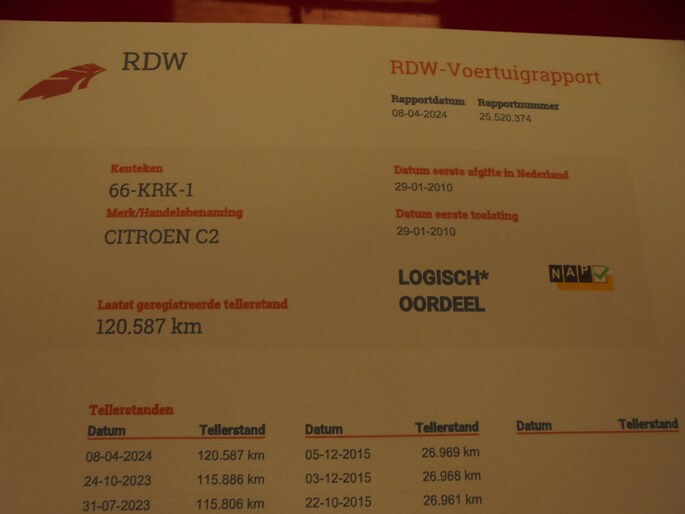 RDW
RDW-Voertuigrapport
Rapportdatum Rapportnummer
08-04-2024 25.520.374
Kenteken
66-KRK-1
Merk/Handelsbenaming
CITROEN C2
Datum eerste afgifte in Nederland
29-01-2010
Datum eerste toelating
29-01-2010
Laatst geregistreerde tellerstand
120.587 km
LOGISCH*
OORDEEL
NAP
Tellerstanden
Datum Tellerstand Datum Tellerstand Datum Tellerstand
08-04-2024 120.587 km 05-12-2015 26.969 km
24-10-2023 115.886 km 03-12-2015 26.968 km
31-07-2023 115.806 km 22-10-2015 26.961 km